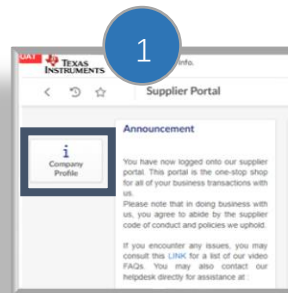 1
UAT
TEXAS INSTRUMENTS
info.
Supplier Portal
i
Company
Profile
Announcement
You have now logged onto our supplier
portal. This portal is the one-stop shop
for all of your business transactions with
us.
Please note that in doing business with
us, you agree to abide by the supplier
code of conduct and policies we uphold.
If you encounter any issues, you may
consult this LINK for a list of our video
FAQs. You may also contact our
helpdesk directly for assistance at :